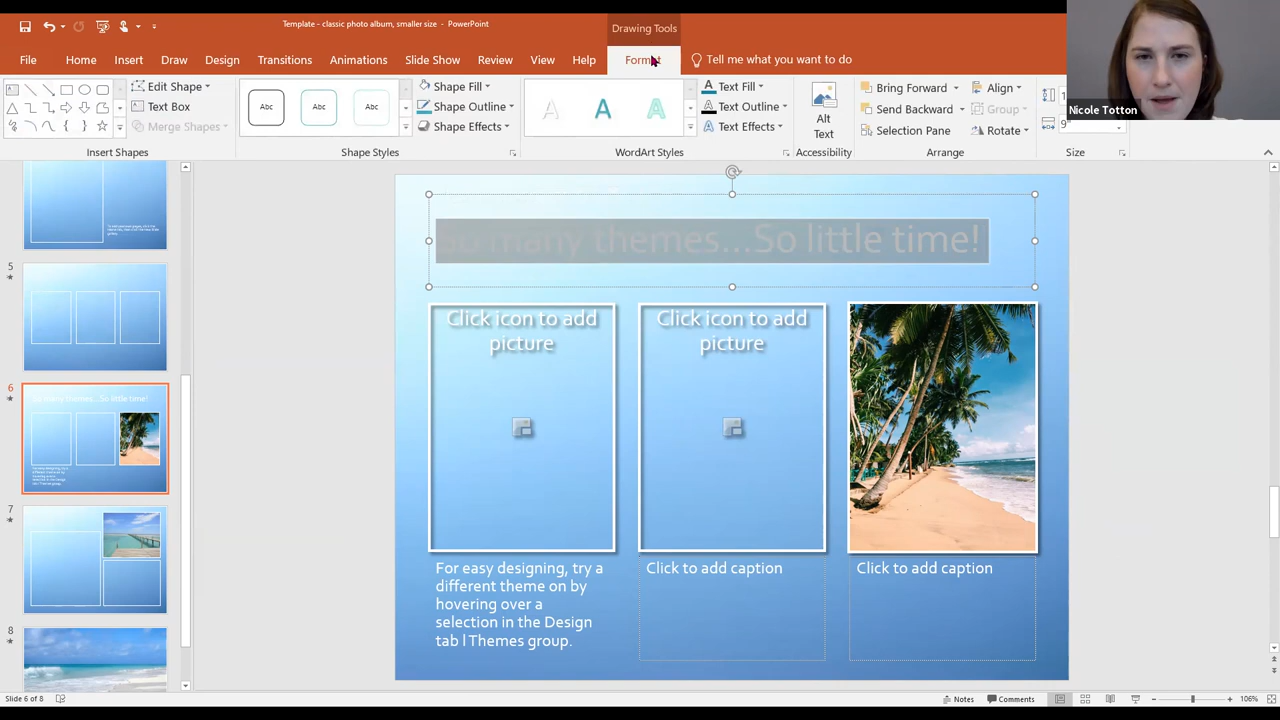 Template - classic photo album, smaller size - PowerPoint
Drawing Tools
File Home Insert Draw Design Transitions Animations Slide Show Review View Help Format Tell me what you want to do
Nicole Totton
Edit Shape
Text Box
Merge Shapes
Insert Shapes
Abc Abc Abc
Shape Fill
Shape Outline
Shape Effects
Shape Styles
A A A
Text Fill
Text Outline
Text Effects
WordArt Styles
Alt
Text
Accessibility
Bring Forward
Send Backward
Selection Pane
Align
Group
Rotate
Arrange
9"
Size
5
6
7
8
So many themes...So little time!
Click icon to add
picture
Click icon to add
picture
For easy designing, try a
different theme on by
hovering over a
selection in the Design
tab | Themes group.
Click to add caption
Click to add caption
Slide 6 of 8
Notes
Comments
106%